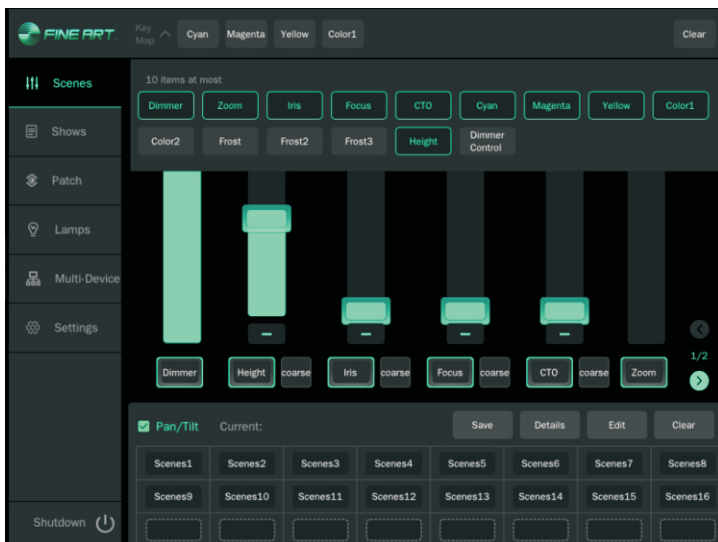 FINE ART.
Key Map
Cyan
Magenta
Yellow
Color1
Clear
Scenes
Shows
Patch
Lamps
Multi-Device
Settings
Shutdown
10 items at most
Dimmer
Zoom
Iris
Focus
CTO
Cyan
Magenta
Yellow
Color1
Color2
Frost
Frost2
Frost3
Height
Dimmer Control
Dimmer
Height
coarse
Iris
coarse
Focus
coarse
CTO
coarse
Zoom
1/2
Pan/Tilt
Current:
Save
Details
Edit
Clear
Scenes1
Scenes2
Scenes3
Scenes4
Scenes5
Scenes6
Scenes7
Scenes8
Scenes9
Scenes10
Scenes11
Scenes12
Scenes13
Scenes14
Scenes15
Scenes16